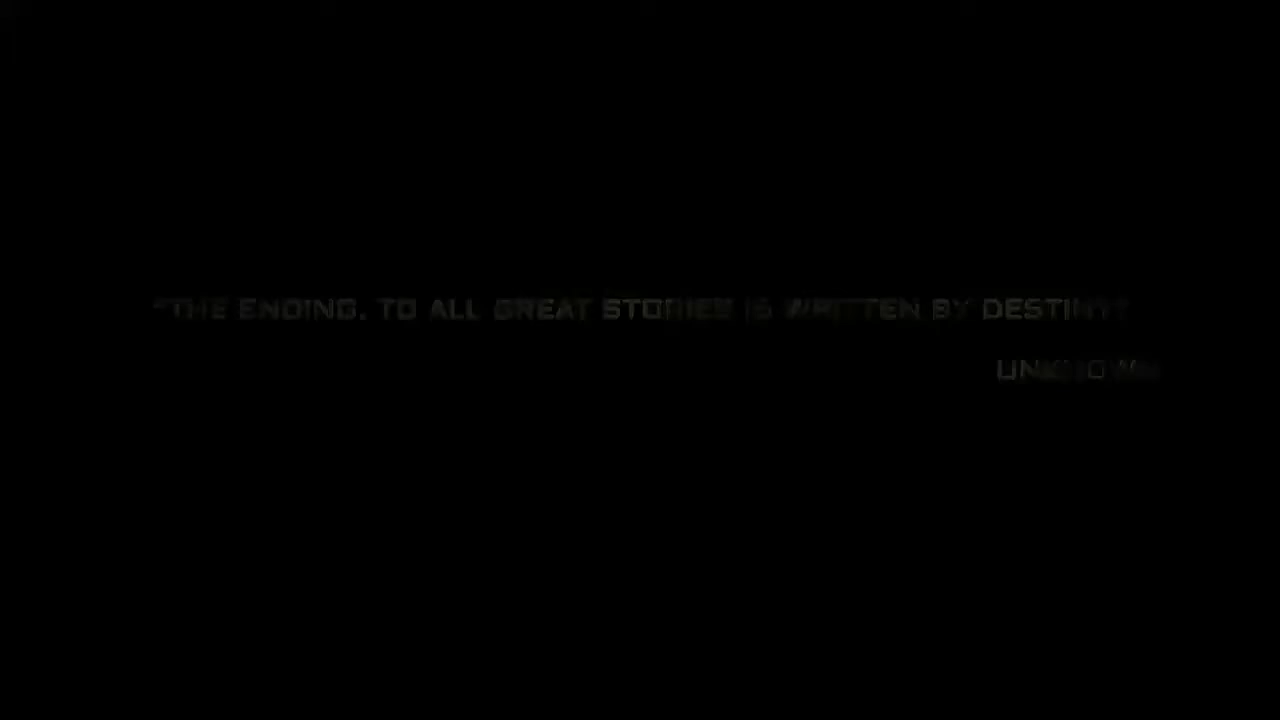 "THE ENDING. TO ALL GREAT STORIES IS WRITTEN BY DESTINY"
UNKNOWN